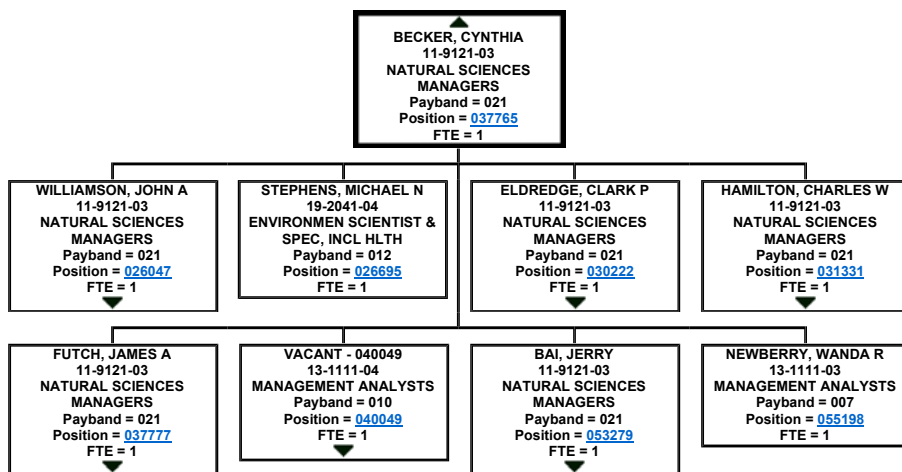 BECKER, CYNTHIA
11-9121-03
NATURAL SCIENCES
MANAGERS
Payband = 021
Position = 037765
FTE = 1
WILLIAMSON, JOHN A
11-9121-03
NATURAL SCIENCES
MANAGERS
Payband = 021
Position = 026047
FTE = 1
STEPHENS, MICHAEL N
19-2041-04
ENVIRONMEN SCIENTIST &
SPEC, INCL HLTH
Payband = 012
Position = 026695
FTE = 1
ELDREDGE, CLARK P
11-9121-03
NATURAL SCIENCES
MANAGERS
Payband = 021
Position = 030222
FTE = 1
HAMILTON, CHARLES W
11-9121-03
NATURAL SCIENCES
MANAGERS
Payband = 021
Position = 031331
FTE = 1
FUTCH, JAMES A
11-9121-03
NATURAL SCIENCES
MANAGERS
Payband = 021
Position = 037777
FTE = 1
VACANT - 040049
13-1111-04
MANAGEMENT ANALYSTS
Payband = 010
Position = 040049
FTE = 1
BAI, JERRY
11-9121-03
NATURAL SCIENCES
MANAGERS
Payband = 021
Position = 053279
FTE = 1
NEWBERRY, WANDA R
13-1111-03
MANAGEMENT ANALYSTS
Payband = 007
Position = 055198
FTE = 1